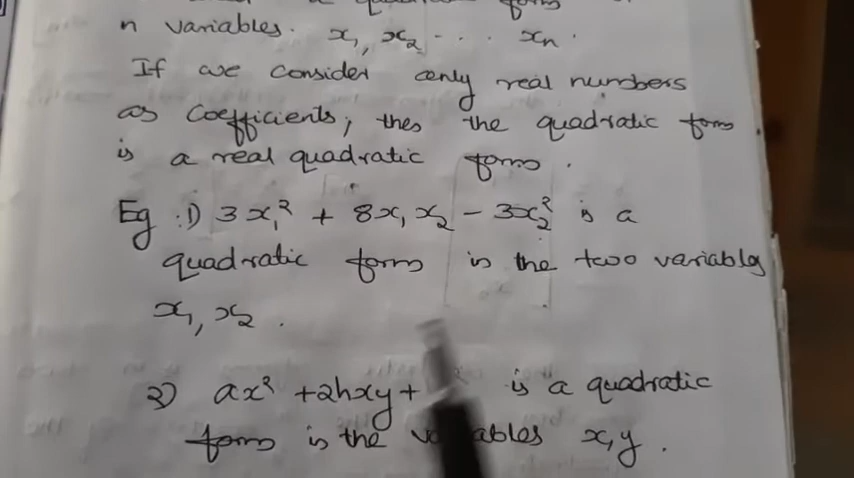 a quadratic form
n variables. x₁, x₂ - . . xₙ.
If we consider only real numbers
as coefficients, then the quadratic form
is a real quadratic form.
Eg :1) 3x₁² + 8x₁x₂ - 3x₂² is a
quadratic form in the two variables
x₁, x₂.
2) ax² + 2hxy + is a quadratic
form in the variables x,y.